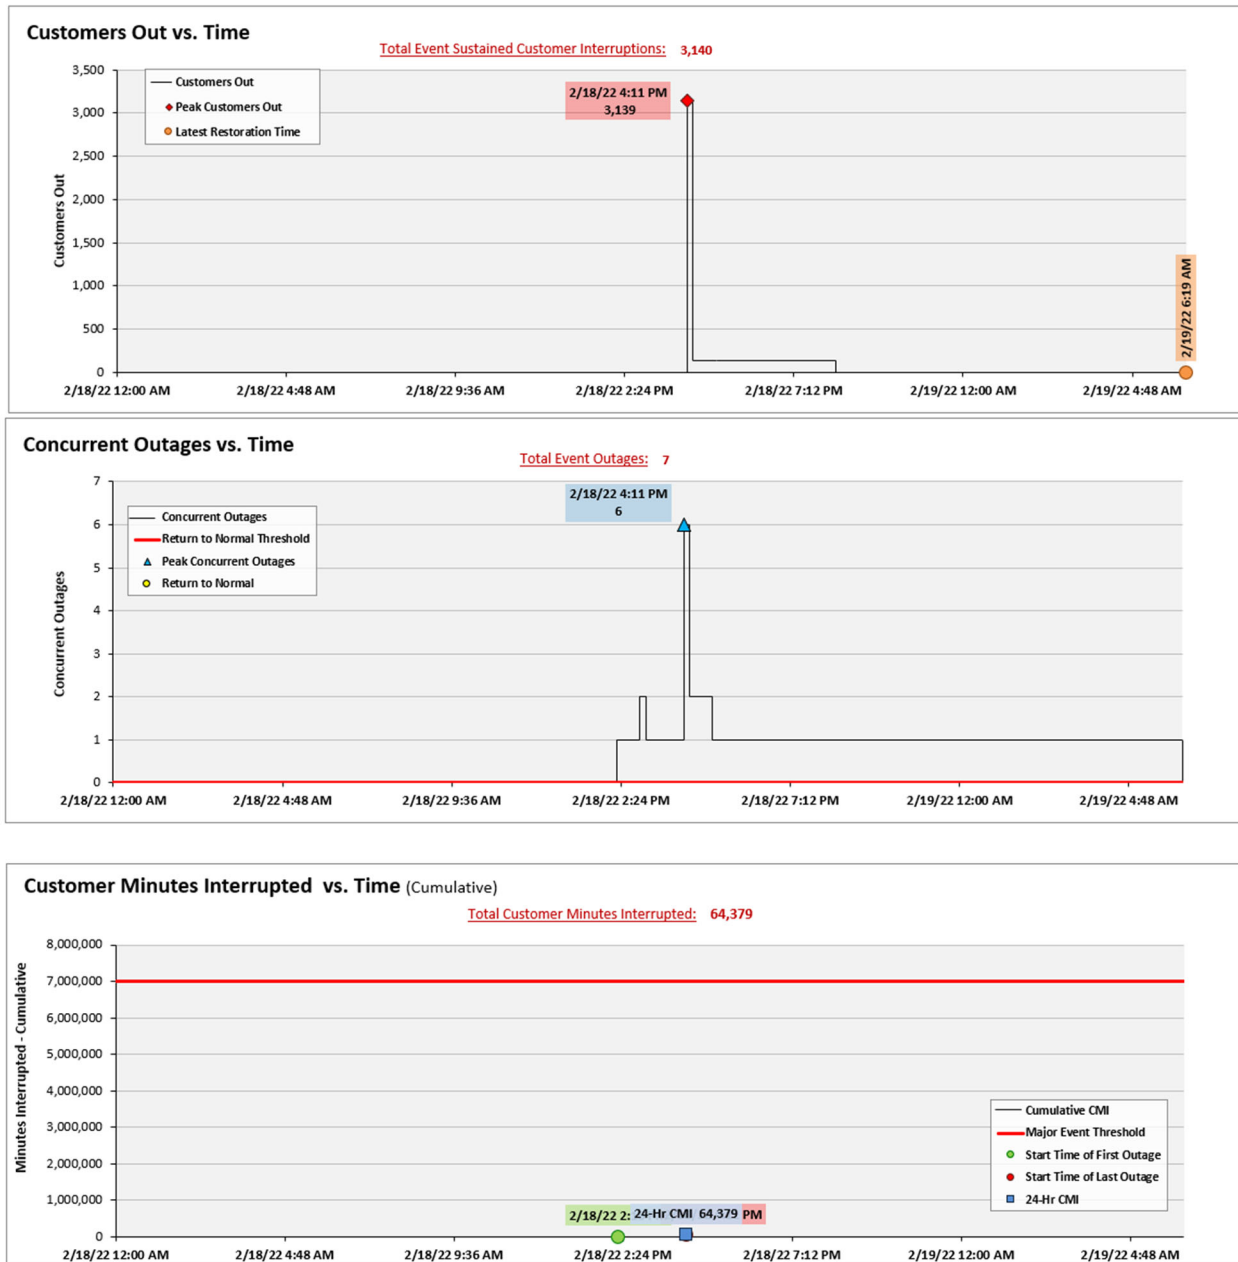 Customers Out vs. Time
Total Event Sustained Customer Interruptions: 3,140
3,500
3,000
2,500
2,000
1,500
1,000
500
0
Customers Out
Customers Out
Peak Customers Out
Latest Restoration Time
2/18/22 4:11 PM
3,139
2/19/22 6:19 AM
2/18/22 12:00 AM 2/18/22 4:48 AM 2/18/22 9:36 AM 2/18/22 2:24 PM 2/18/22 7:12 PM 2/19/22 12:00 AM 2/19/22 4:48 AM
Concurrent Outages vs. Time
Total Event Outages: 7
7
6
5
4
3
2
1
0
Concurrent Outages
Concurrent Outages
Return to Normal Threshold
Peak Concurrent Outages
Return to Normal
2/18/22 4:11 PM
6
2/18/22 12:00 AM 2/18/22 4:48 AM 2/18/22 9:36 AM 2/18/22 2:24 PM 2/18/22 7:12 PM 2/19/22 12:00 AM 2/19/22 4:48 AM
Customer Minutes Interrupted vs. Time (Cumulative)
Total Customer Minutes Interrupted: 64,379
8,000,000
7,000,000
6,000,000
5,000,000
4,000,000
3,000,000
2,000,000
1,000,000
0
Minutes Interrupted - Cumulative
Cumulative CMI
Major Event Threshold
Start Time of First Outage
Start Time of Last Outage
24-Hr CMI
2/18/22 2: 24-Hr CMI 64,379 PM
2/18/22 12:00 AM 2/18/22 4:48 AM 2/18/22 9:36 AM 2/18/22 2:24 PM 2/18/22 7:12 PM 2/19/22 12:00 AM 2/19/22 4:48 AM